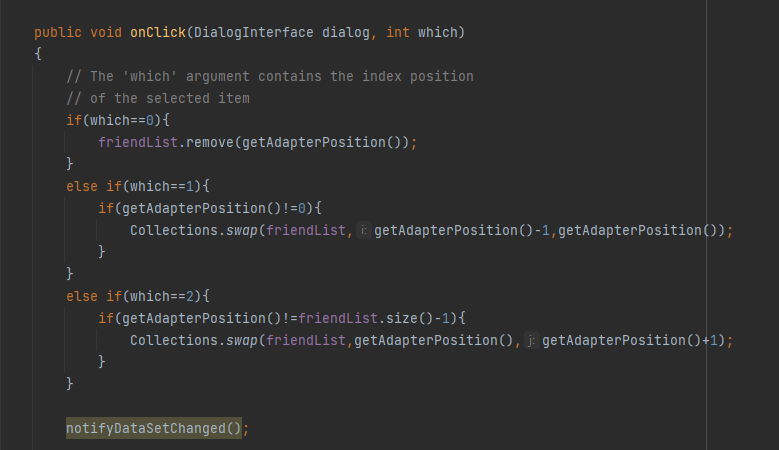 public void onClick(DialogInterface dialog, int which)
{
// The 'which' argument contains the index position
// of the selected item
if(which==0){
friendList.remove(getAdapterPosition());
}
else if(which==1){
if(getAdapterPosition()!=0){
Collections.swap(friendList, i: getAdapterPosition()-1,getAdapterPosition());
}
}
else if(which==2){
if(getAdapterPosition()!=friendList.size()-1){
Collections.swap(friendList,getAdapterPosition(), j: getAdapterPosition()+1);
}
}
notifyDataSetChanged();